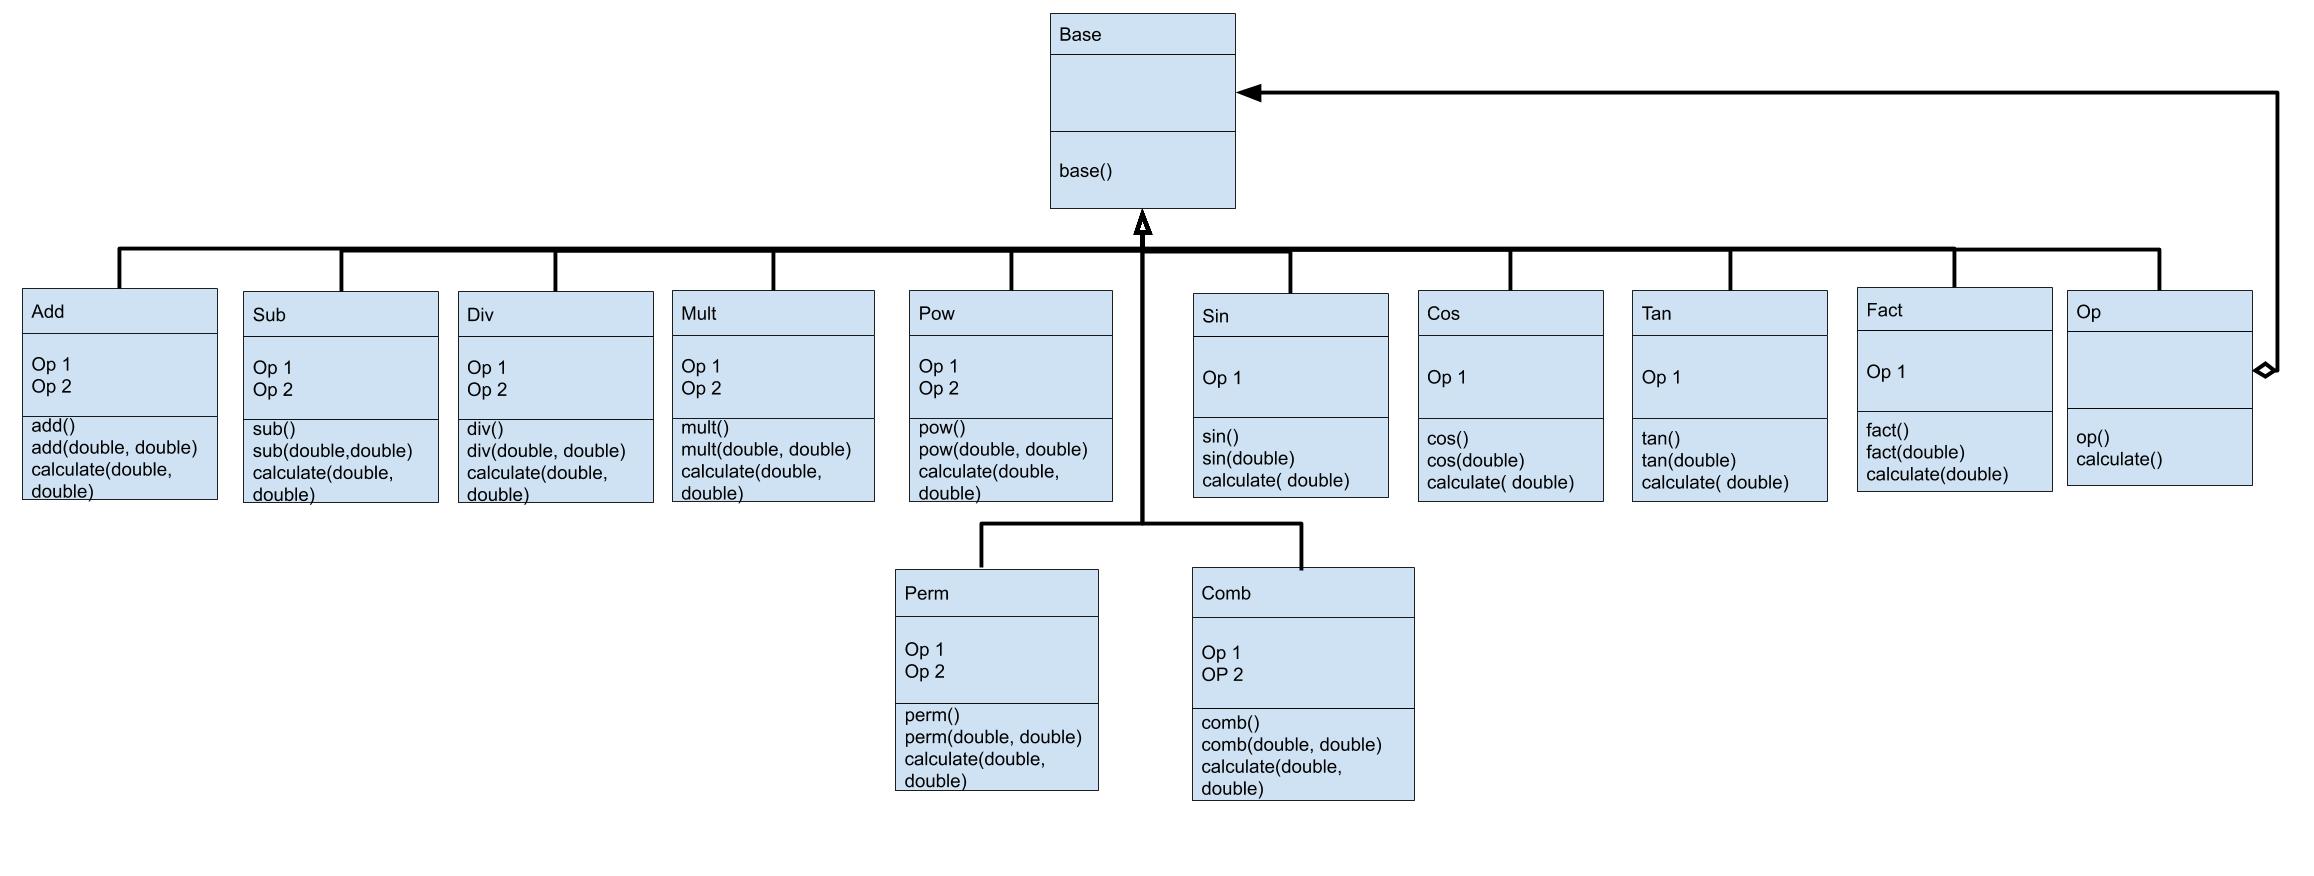 Base
base()
Add
Op 1
Op 2
add()
add(double, double)
calculate(double,
double)
Sub
Op 1
Op 2
sub()
sub(double,double)
calculate(double,
double)
Div
Op 1
Op 2
div()
div(double, double)
calculate(double,
double)
Mult
Op 1
Op 2
mult()
mult(double, double)
calculate(double,
double)
Pow
Op 1
Op 2
pow()
pow(double, double)
calculate(double,
double)
Sin
Op 1
sin()
sin(double)
calculate( double)
Cos
Op 1
cos()
cos(double)
calculate( double)
Tan
Op 1
tan()
tan(double)
calculate( double)
Fact
Op 1
fact()
fact(double)
calculate(double)
Op
op()
calculate()
Perm
Op 1
Op 2
perm()
perm(double, double)
calculate(double,
double)
Comb
Op 1
OP 2
comb()
comb(double, double)
calculate(double,
double)